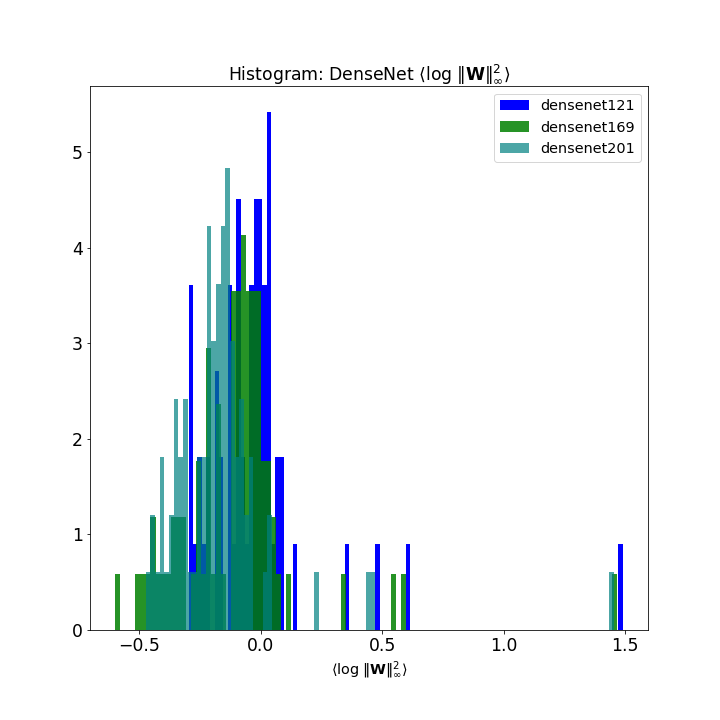 Histogram: DenseNet ⟨log ‖W‖²∞⟩
densenet121
densenet169
densenet201
5
4
3
2
1
0
−0.5 0.0 0.5 1.0 1.5
⟨log ‖W‖²∞⟩